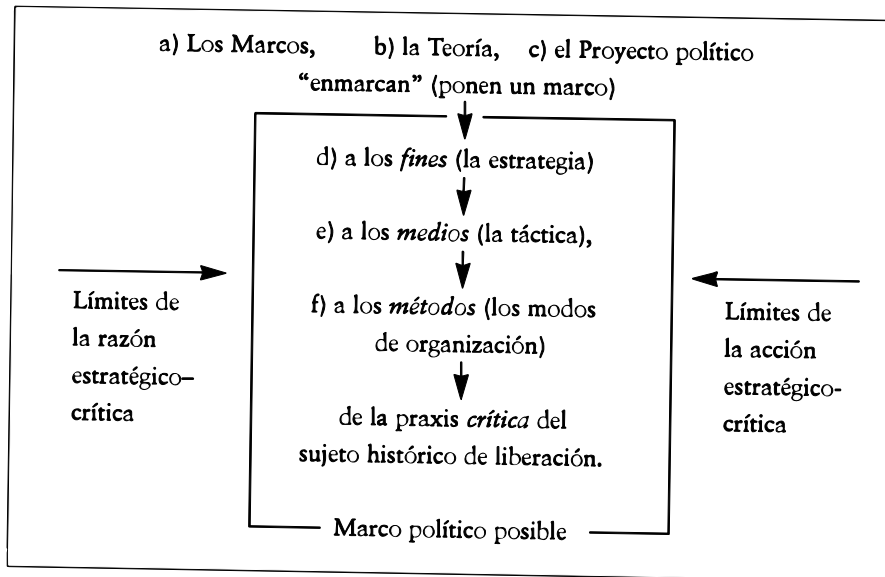 a) Los Marcos, b) la Teoría, c) el Proyecto político
“enmarcan” (ponen un marco)
d) a los fines (la estrategia)
e) a los medios (la táctica),
f) a los métodos (los modos
de organización)
de la praxis crítica del
sujeto histórico de liberación.
Marco político posible
Límites de
la razón
estratégico–
crítica
Límites de
la acción
estratégico-
crítica